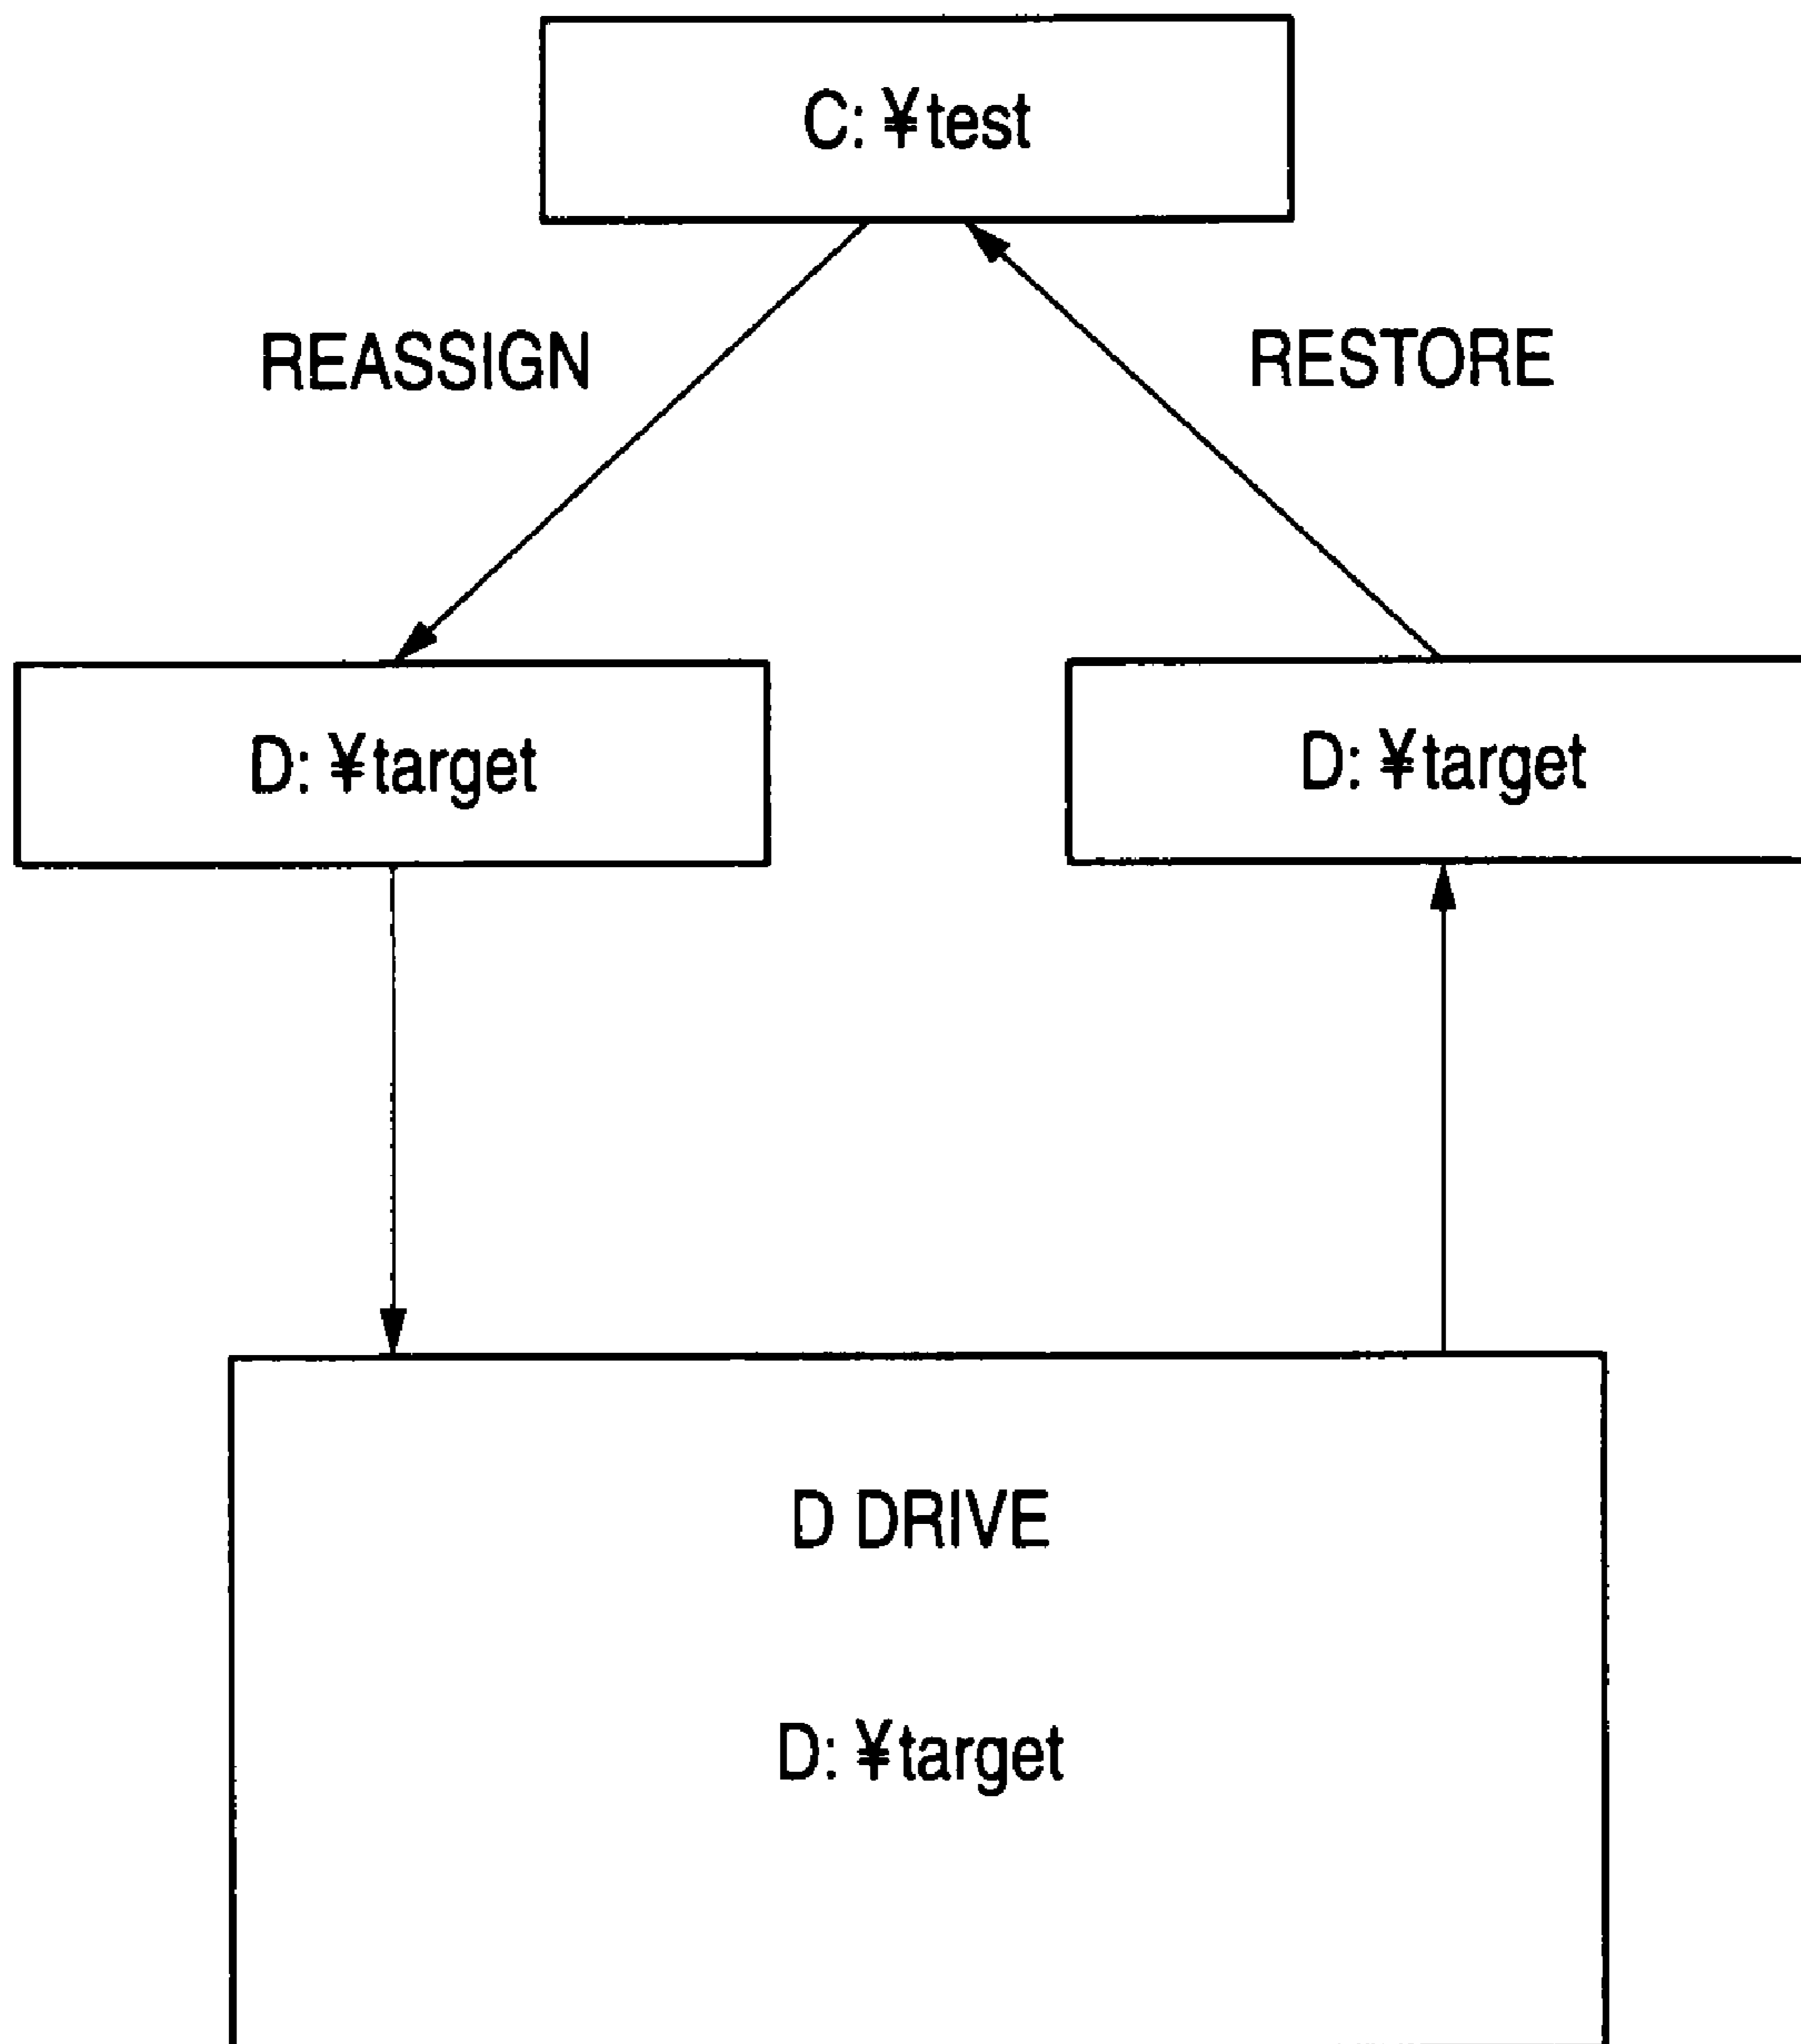 C: ¥test
REASSIGN
RESTORE
D: ¥target
D: ¥target
D DRIVE
D: ¥target